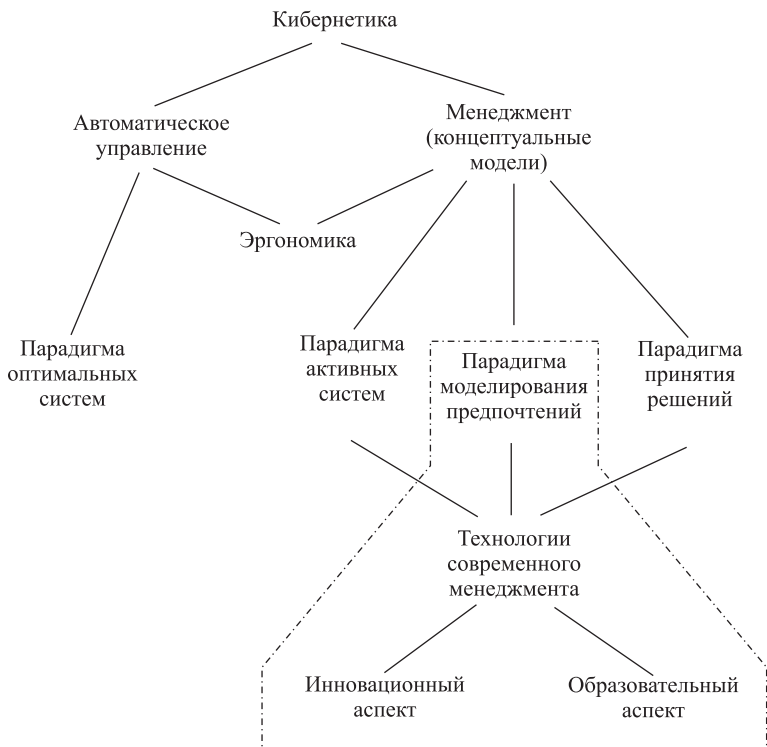 Кибернетика
Автоматическое
управление
Менеджмент
(концептуальные
модели)
Эргономика
Парадигма
оптимальных
систем
Парадигма
активных
систем
Парадигма
моделирования
предпочтений
Парадигма
принятия
решений
Технологии
современного
менеджмента
Инновационный
аспект
Образовательный
аспект